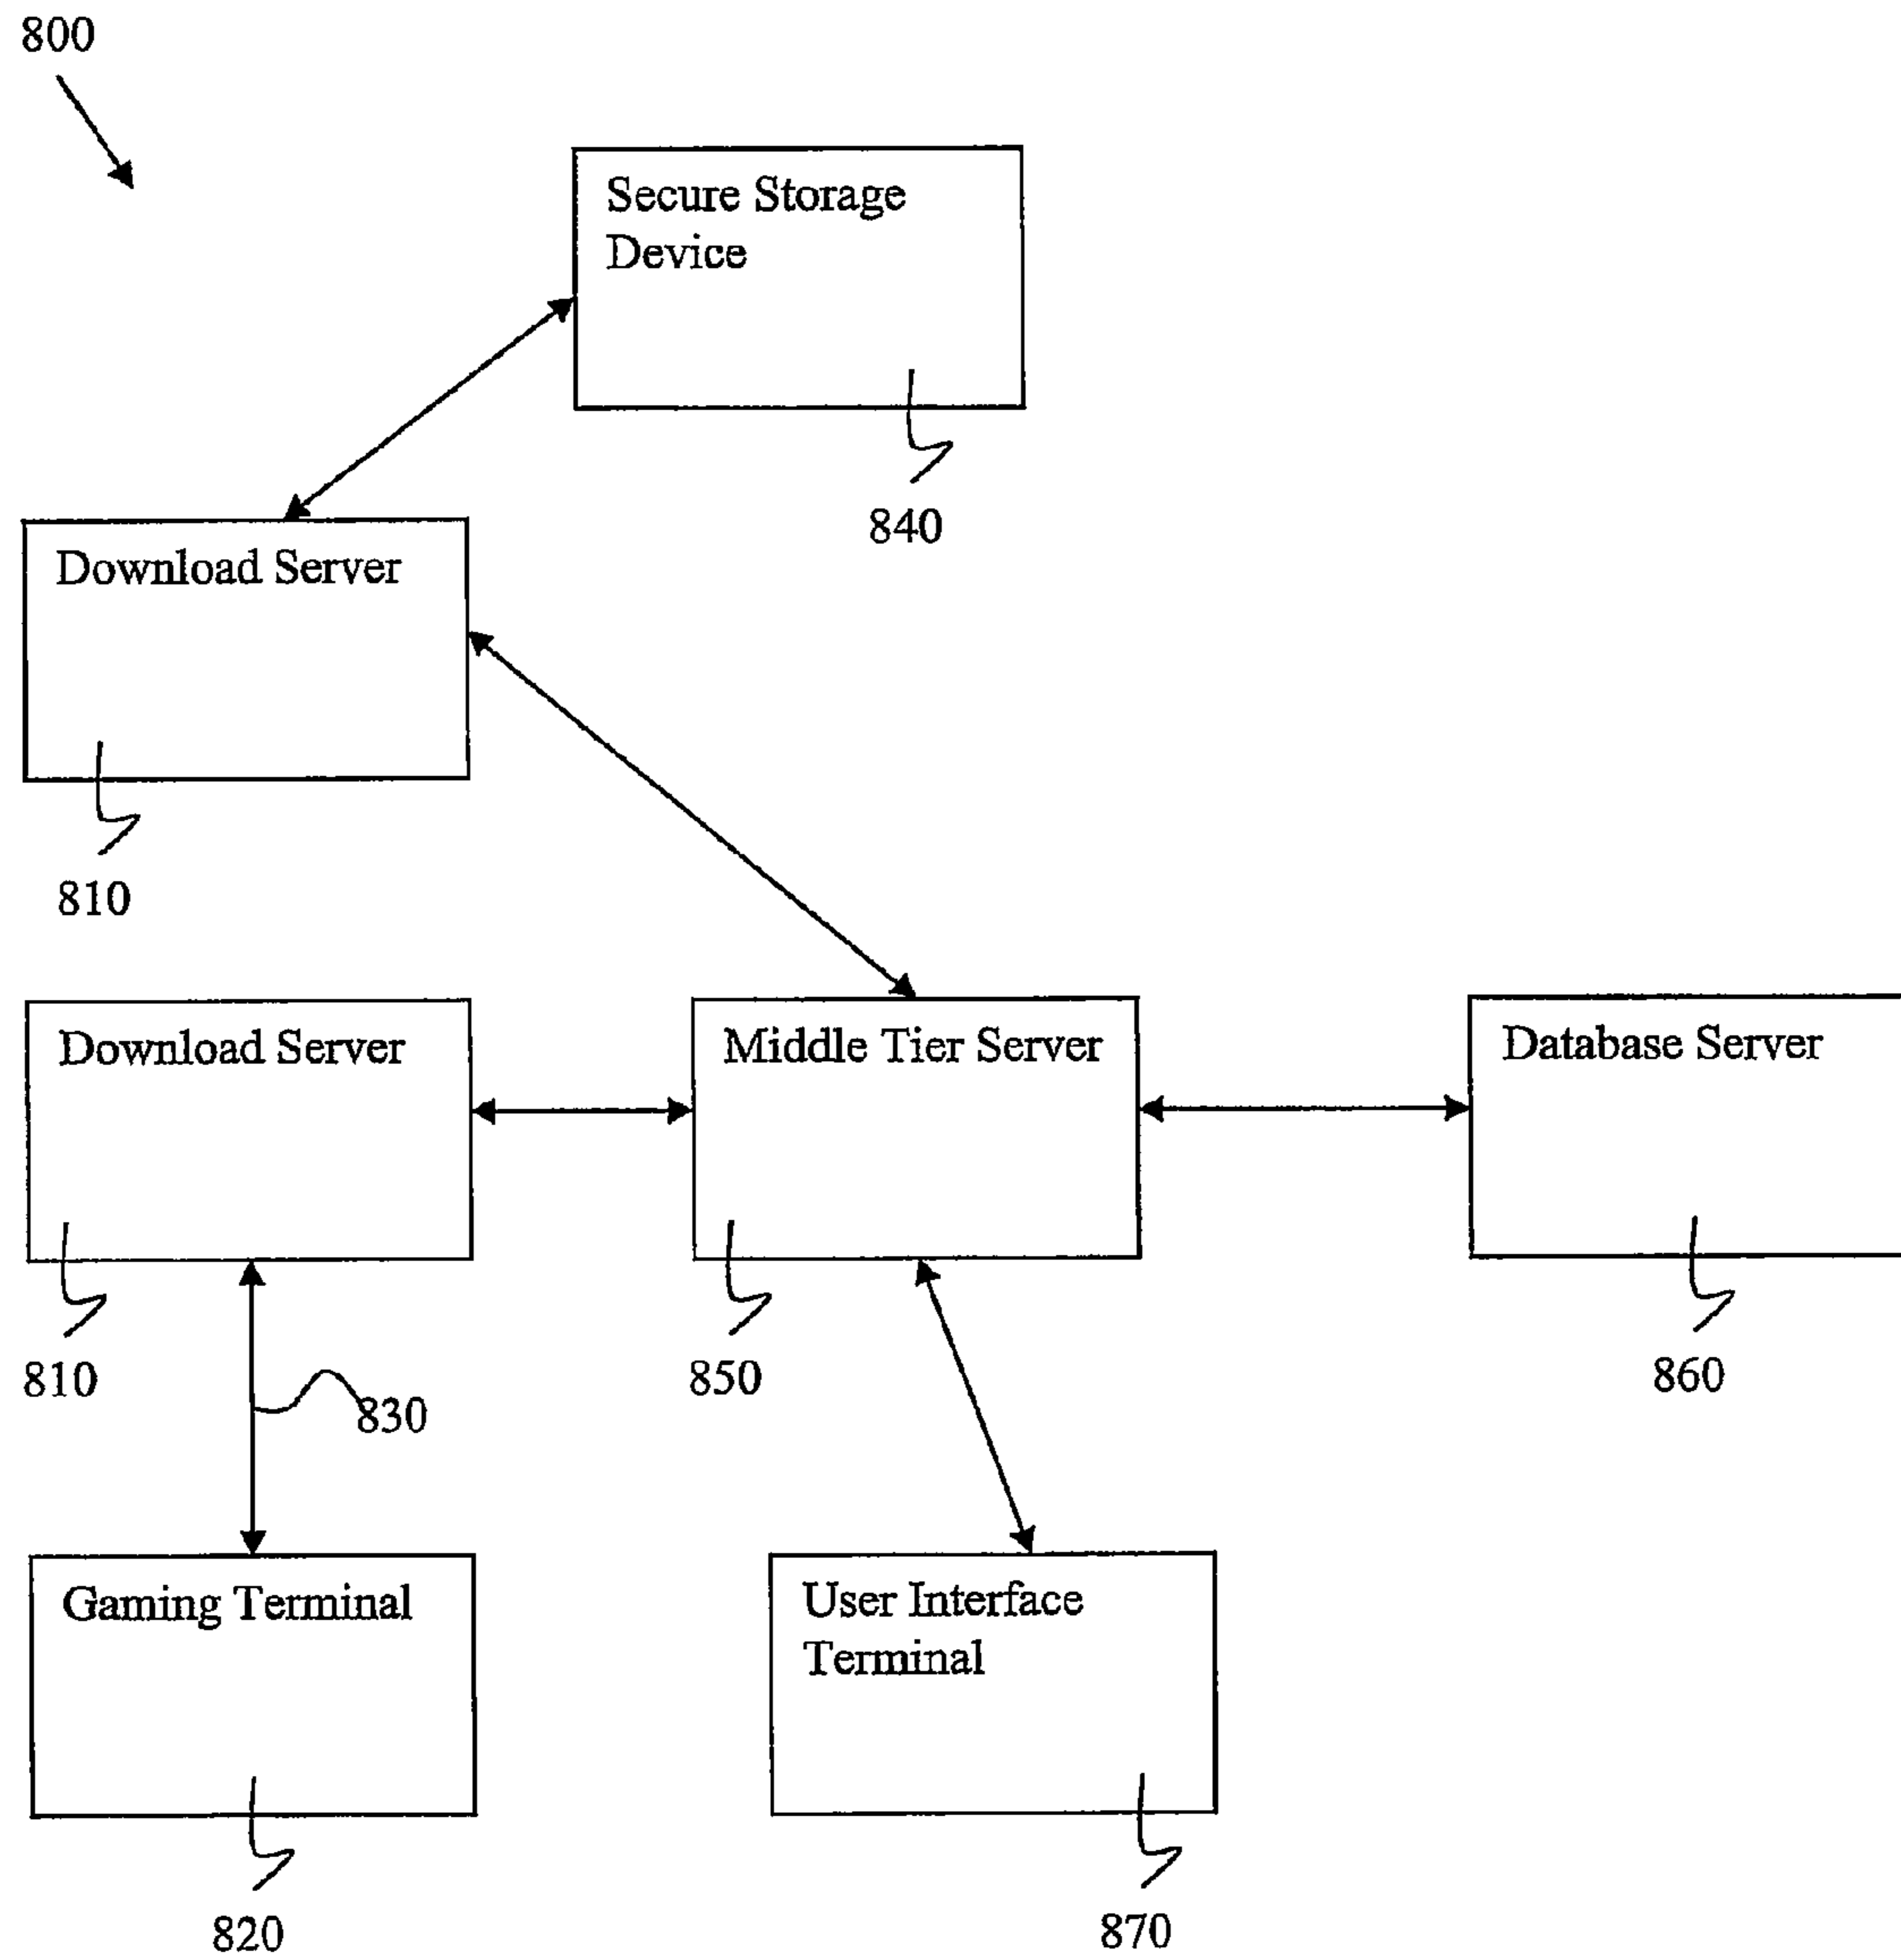 800
Secure Storage
Device
840
Download Server
810
Download Server
810
Middle Tier Server
850
Database Server
860
830
Gaming Terminal
820
User Interface
Terminal
870